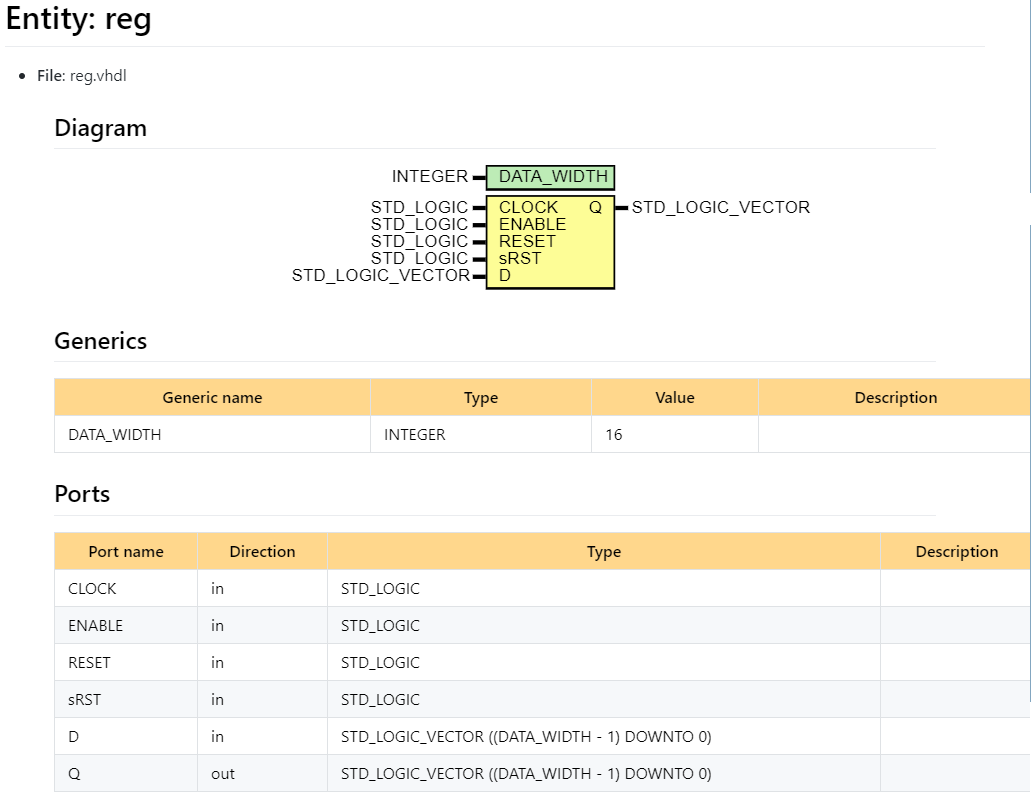 Entity: reg
File: reg.vhdl
Diagram
INTEGER DATA_WIDTH
STD_LOGIC CLOCK Q STD_LOGIC_VECTOR
STD_LOGIC ENABLE
STD_LOGIC RESET
STD_LOGIC sRST
STD_LOGIC_VECTOR D
Generics
Generic name Type Value Description
DATA_WIDTH INTEGER 16
Ports
Port name Direction Type Description
CLOCK in STD_LOGIC
ENABLE in STD_LOGIC
RESET in STD_LOGIC
sRST in STD_LOGIC
D in STD_LOGIC_VECTOR ((DATA_WIDTH - 1) DOWNTO 0)
Q out STD_LOGIC_VECTOR ((DATA_WIDTH - 1) DOWNTO 0)